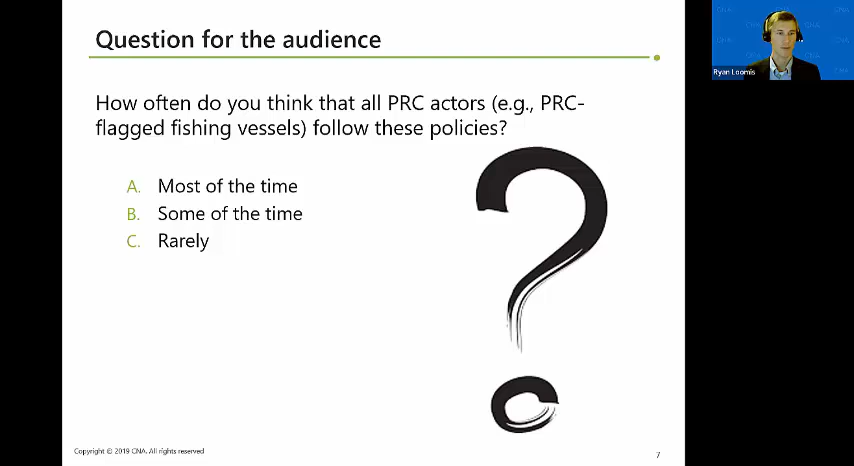 Question for the audience
How often do you think that all PRC actors (e.g., PRC-
flagged fishing vessels) follow these policies?
A. Most of the time
B. Some of the time
C. Rarely
Copyright © 2019 CNA. All rights reserved
7
Ryan Loomis